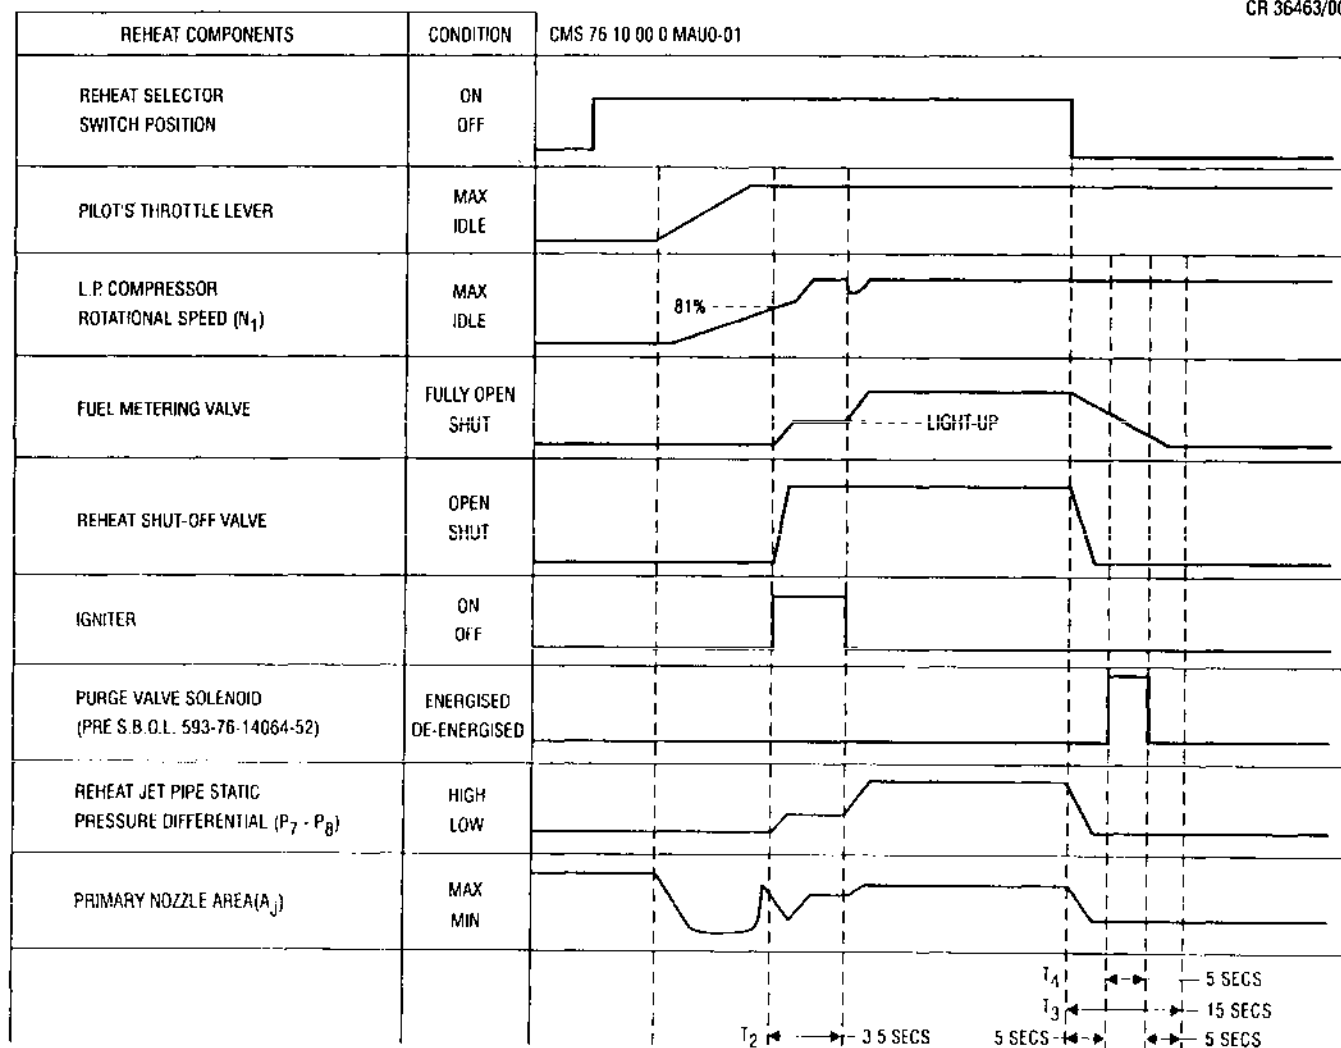 CR 36463/00
REHEAT COMPONENTS CONDITION CMS 76 10 00 0 MAU0-01
REHEAT SELECTOR
SWITCH POSITION
ON
OFF
PILOT'S THROTTLE LEVER
MAX
IDLE
L.P. COMPRESSOR
ROTATIONAL SPEED (N1)
MAX
IDLE
81%
FUEL METERING VALVE
FULLY OPEN
SHUT
LIGHT-UP
REHEAT SHUT-OFF VALVE
OPEN
SHUT
IGNITER
ON
OFF
PURGE VALVE SOLENOID
(PRE S.B.O.L. 593-76-14064-52)
ENERGISED
DE-ENERGISED
REHEAT JET PIPE STATIC
PRESSURE DIFFERENTIAL (P7 - P8)
HIGH
LOW
PRIMARY NOZZLE AREA(Aj)
MAX
MIN
T4 5 SECS
T3 15 SECS
T2 3 5 SECS 5 SECS 5 SECS